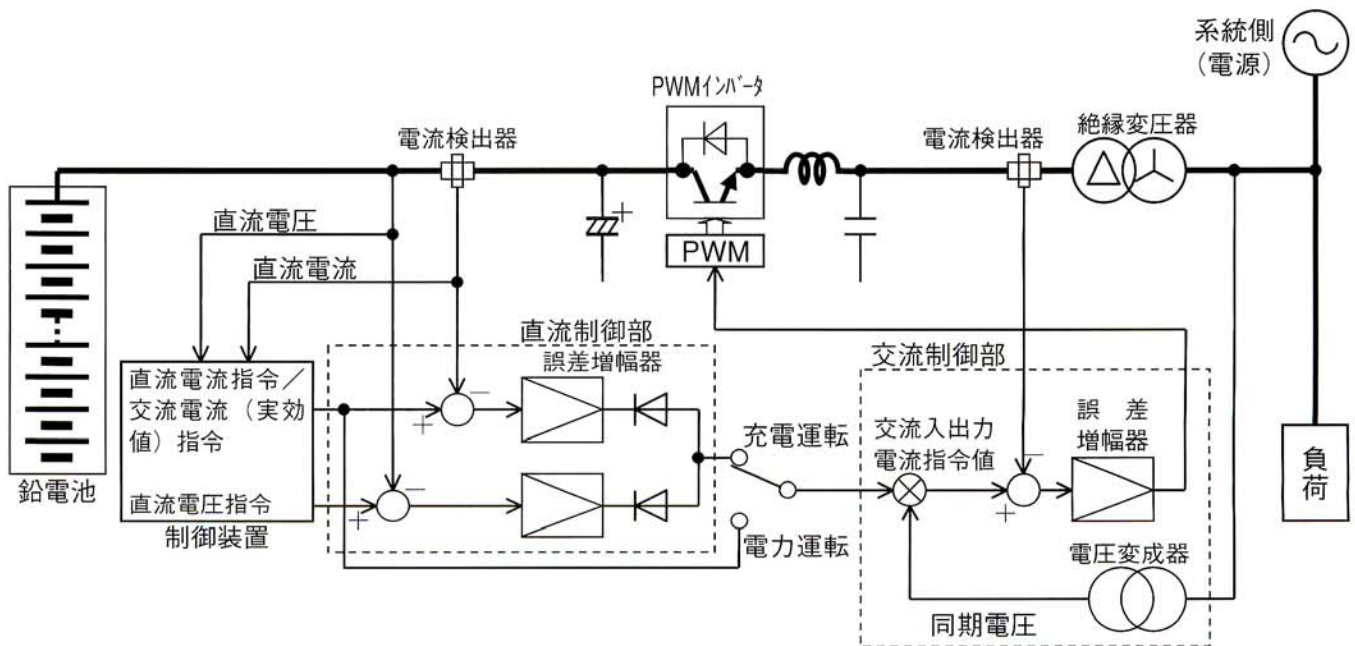 系統側
(電源)
PWMインバータ
電流検出器
電流検出器
絶縁変圧器
直流電圧
+
PWM
直流電流
直流制御部
交流制御部
誤差増幅器
直流電流指令/
交流電流(実効
値)指令
−
+
充電運転
交流入出力
電流指令値
誤差
増幅器
−
+
負荷
鉛電池
直流電圧指令
−
+
制御装置
電力運転
電圧変成器
同期電圧